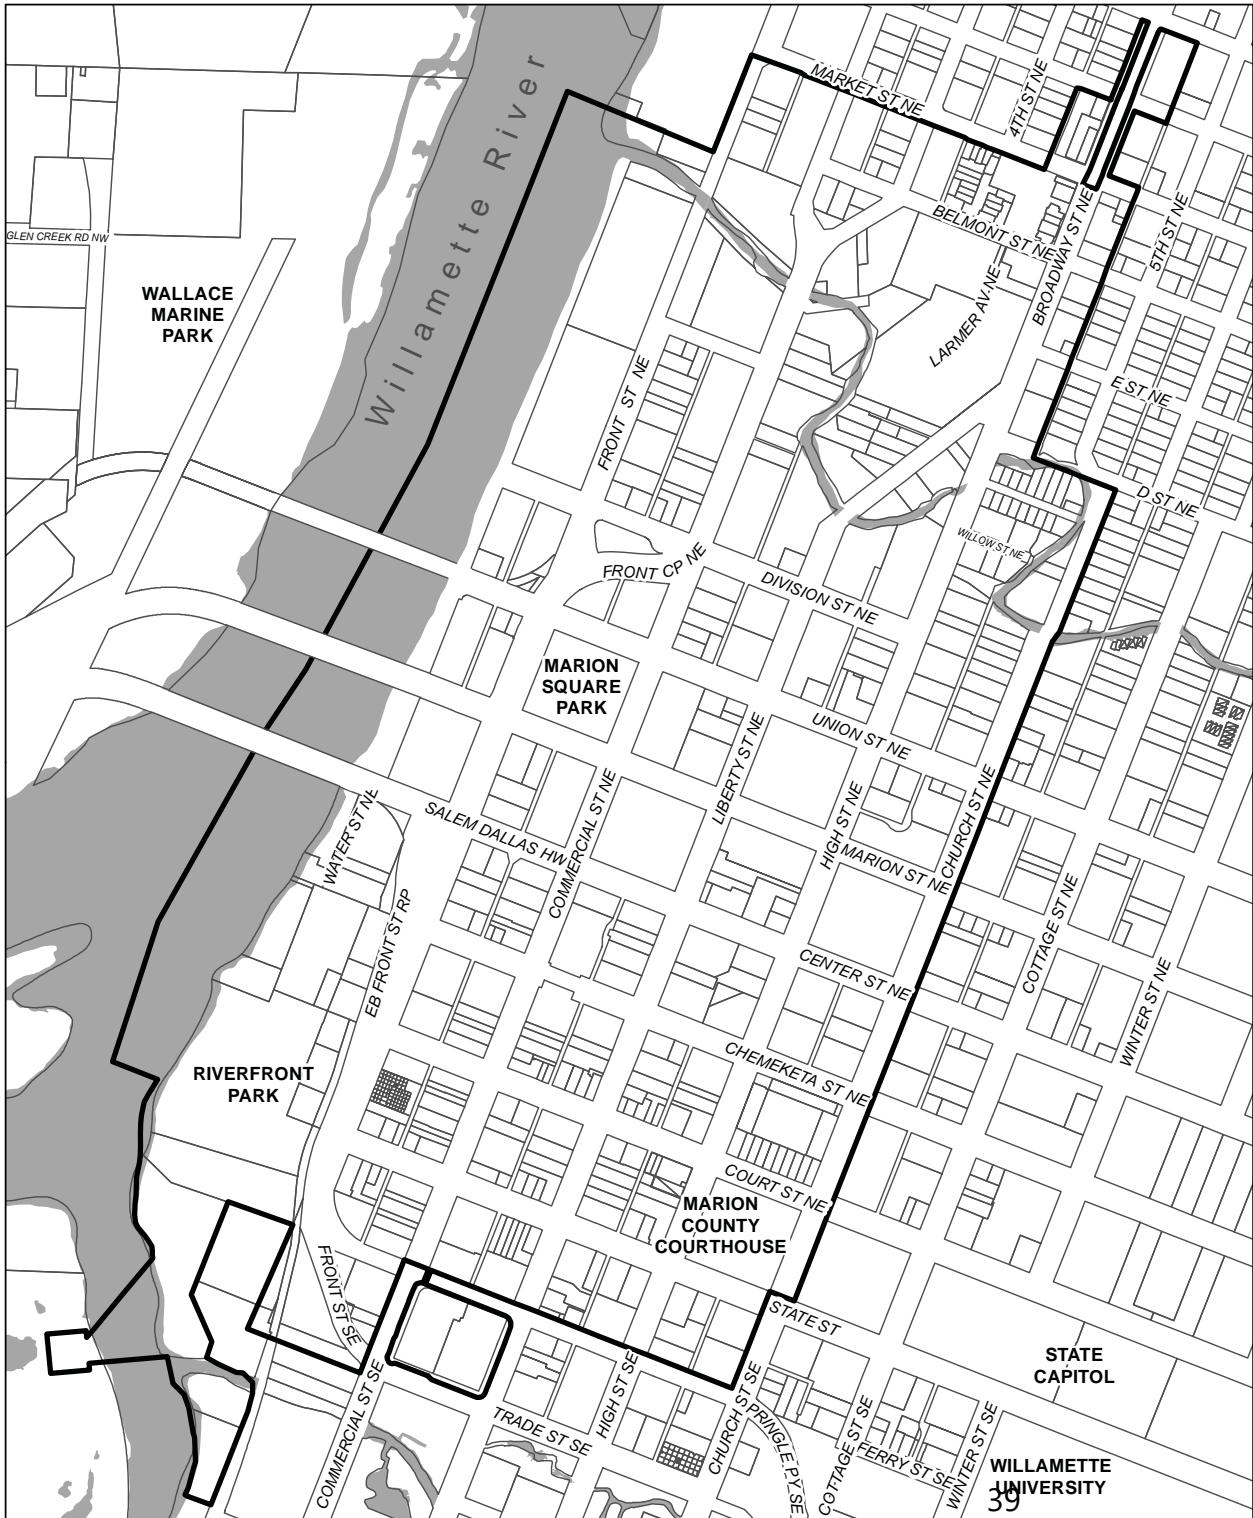 Willamette River
MARKET ST NE
4TH ST NE
BELMONT ST NE
BROADWAY ST NE
5TH ST NE
GLEN CREEK RD NW
WALLACE
MARINE
PARK
LARMER AV NE
FRONT ST NE
E ST NE
D ST NE
WILLOW ST NE
FRONT CP NE
DIVISION ST NE
MARION
SQUARE
PARK
UNION ST NE
LIBERTY ST NE
HIGH ST NE
CHURCH ST NE
WATER ST NE
SALEM DALLAS HW
COMMERCIAL ST NE
MARION ST NE
COTTAGE ST NE
EB FRONT ST RP
CENTER ST NE
WINTER ST NE
CHEMEKETA ST NE
RIVERFRONT
PARK
COURT ST NE
MARION
COUNTY
COURTHOUSE
FRONT ST SE
STATE ST
STATE
CAPITOL
COMMERCIAL ST SE
HIGH ST SE
TRADE ST SE
CHURCH ST SE
PRINGLE PY SE
COTTAGE ST SE
FERRY ST SE
WINTER ST SE
WILLAMETTE
UNIVERSITY
39